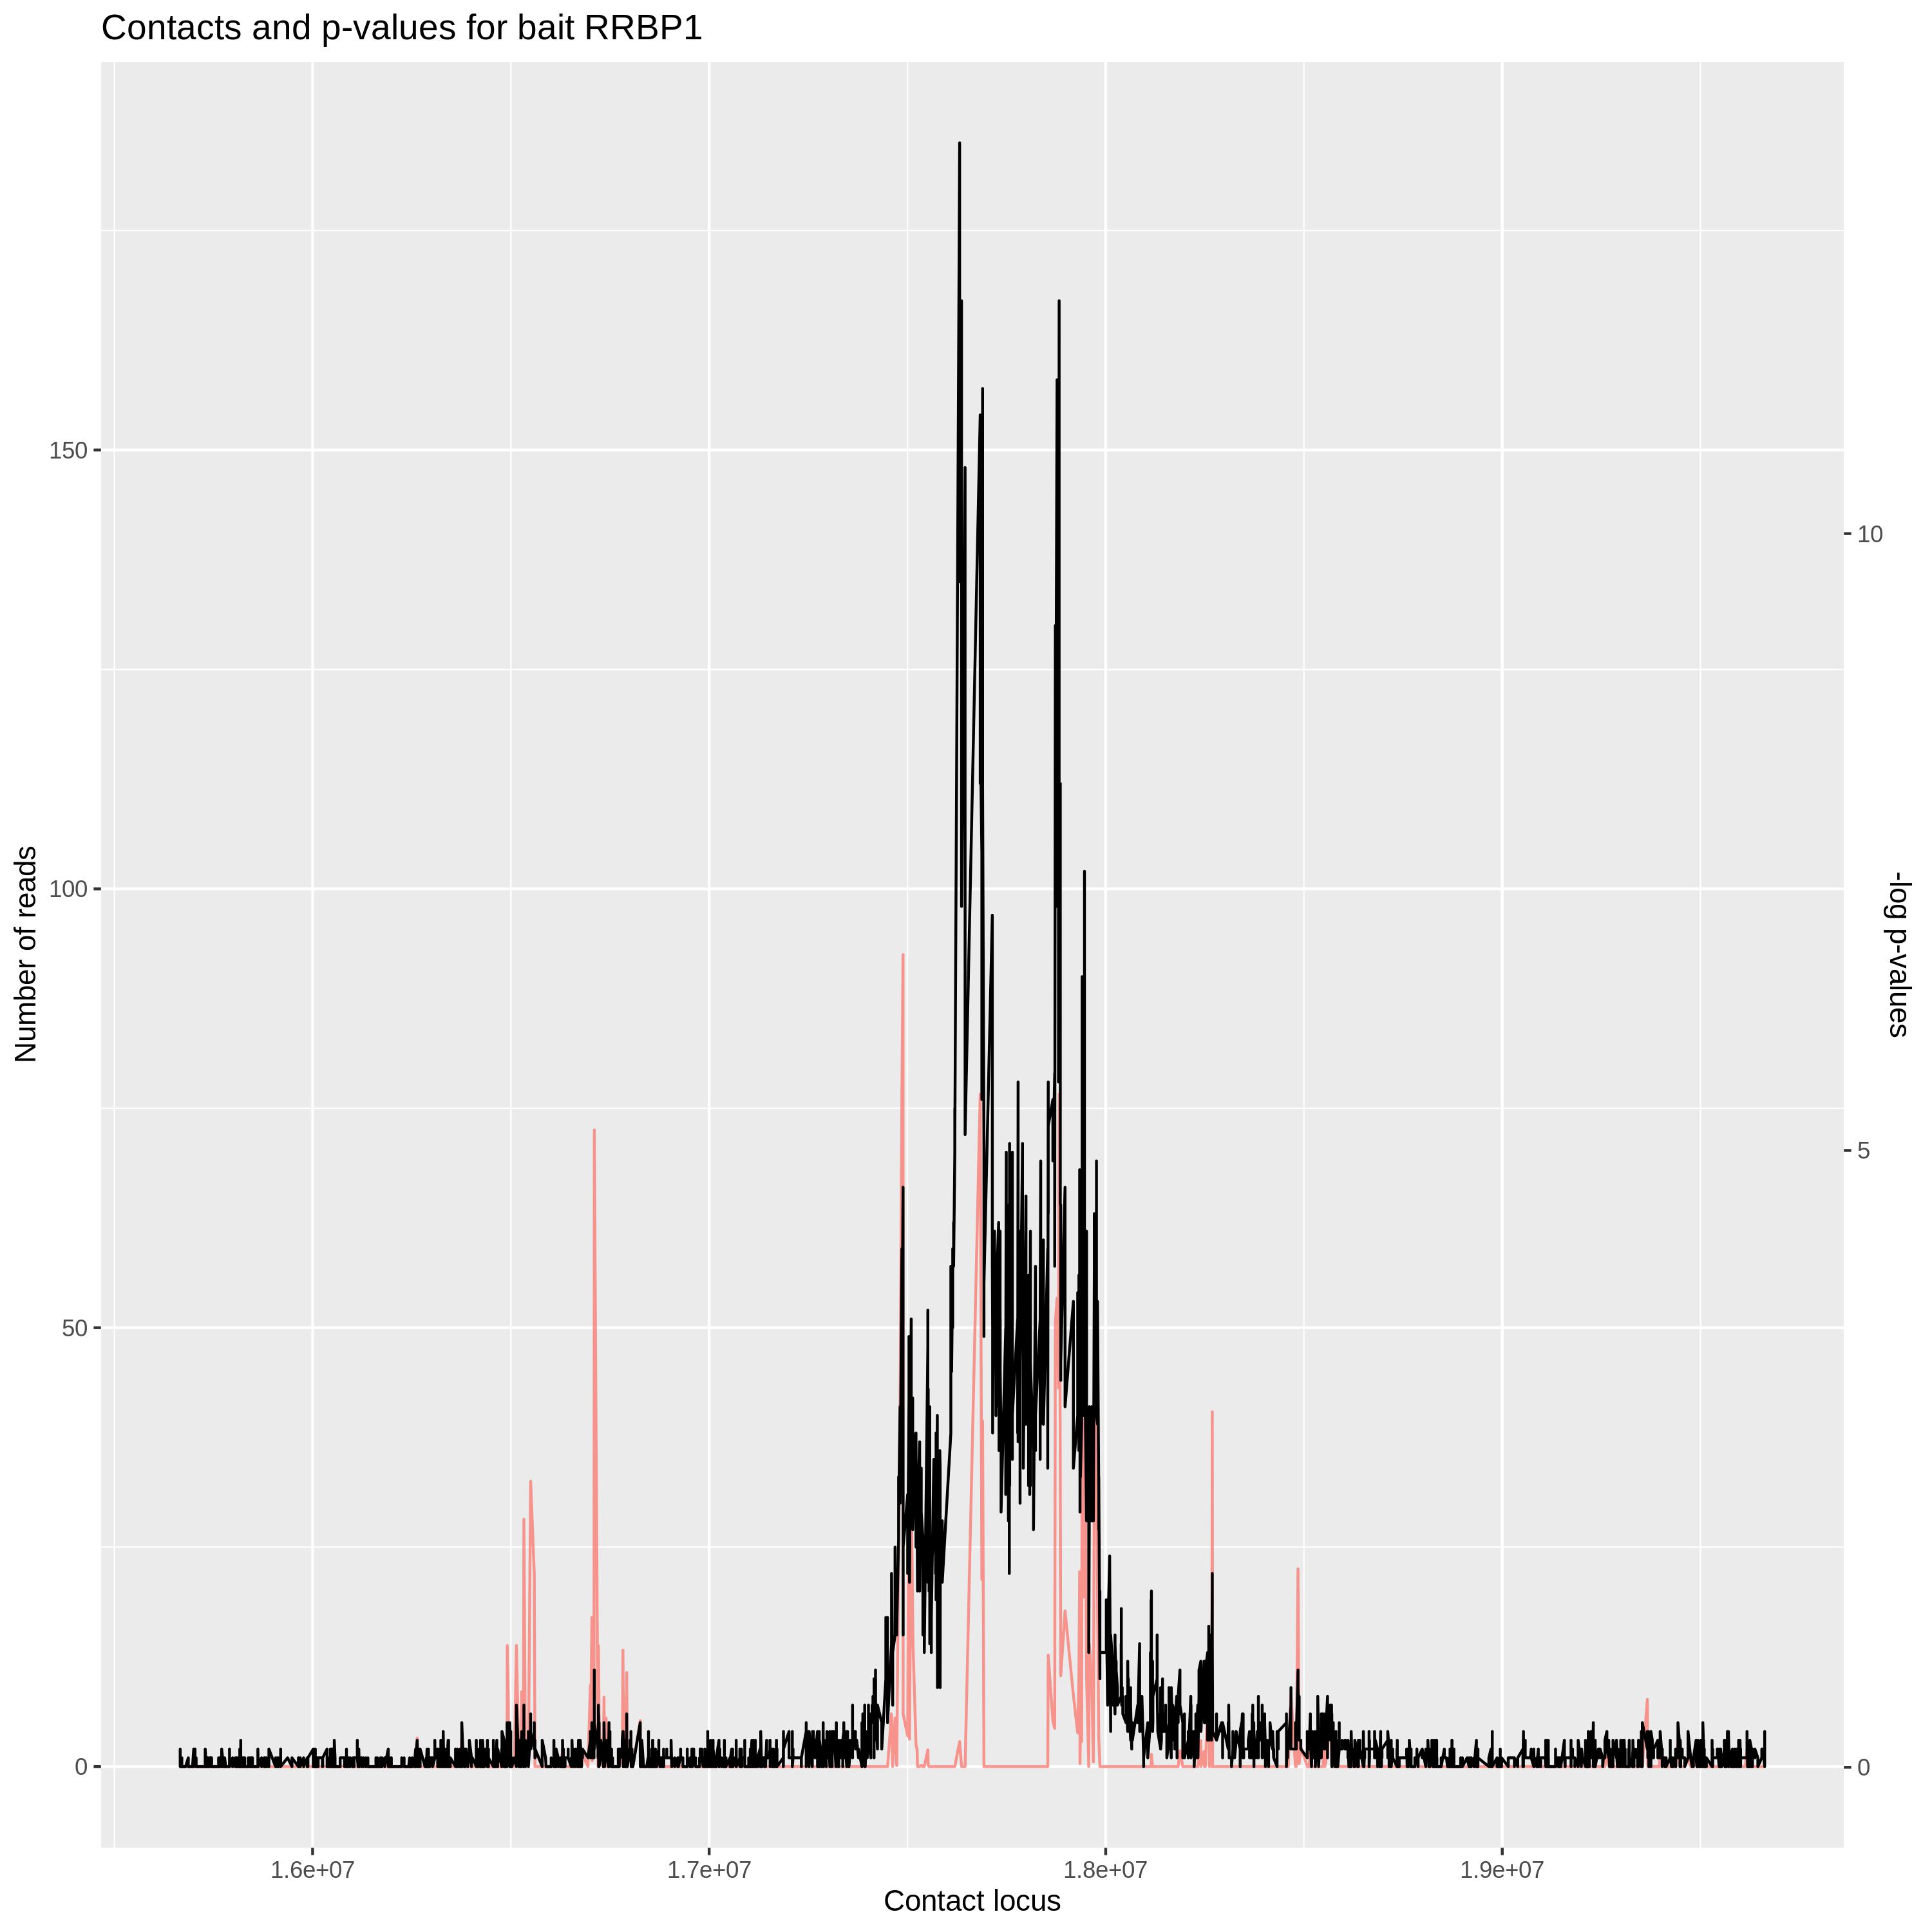 Contacts and p-values for bait RRBP1
Number of reads
150
100
50
0
10
5
0
-log p-values
1.6e+07
1.7e+07
1.8e+07
1.9e+07
Contact locus